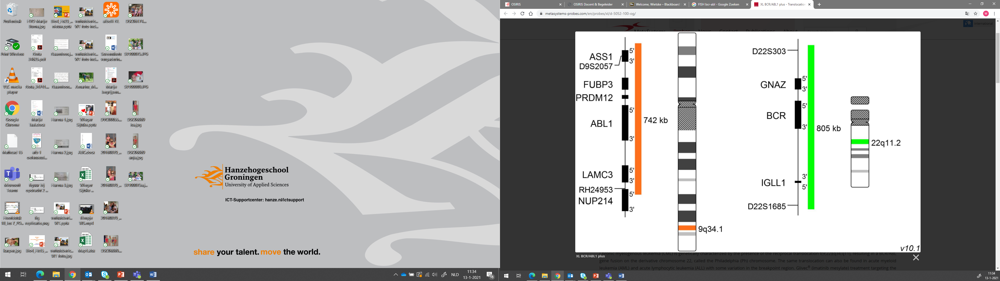 Prullenbak
HVO Marije Buma.jpg
Bio4_Hs23_... nieuw.pptx
verhuisberic... WT foto incl...
albelli NL
DSC06174....
Print Wireless
Nota 34625.pdf
Naamloos.j...
verhuisberic... WT foto incl...
Screenshots vergaderin...
SV100075.JPG
VLC media player
Nota_34741...
Naamloos...
Amarins_Mi...
Marije begrijpen...
SV100009.JPG
Google Chrome
Marije Taal.docx
Harma 1.jpg
Wieger Sijtske.pptx
DVC00055....
DSC06869 isa.jpg
Mathcad 15
afb 1 oefensessi...
Harma 2.jpg
ABC.docx
20160819_...
DSC06869 anja.jpg
Microsoft Teams
figuur bij opdracht 2 ...
Harma 3.jpg
Wieger Sijtske ...
20160819_...
SV100075a.j...
Hoofdstuk 18_les 7_PO...
fig replicatie.png
verhuisberi... WT.pptx
filmpje WS.mp4
20160819_...
kasper.jpg
Bio4_Hs15_...
verhuisberic... WT foto.jpg
Map1.xlsx
DSC06869....
Hanzehogeschool
Groningen
University of Applied Sciences
ICT-Supportcenter: hanze.nl/ictsupport
share your talent. move the world.
NLD
11:34
13-1-2021
18
OSIRIS
OSIRIS Docent & Begeleider
Welcome, Wietske – Blackboard
FISH bcr-abl - Google Zoeken
XL BCR/ABL1 plus - Translocation
metasystems-probes.com/en/probes/xl/d-5052-100-og/
W
International
ASS1
D9S2057
FUBP3
PRDM12
ABL1
LAMC3
RH24953
NUP214
5'
3'
5'
3'
5'
3'
5'
3'
742 kb
9q34.1
D22S303
GNAZ
BCR
IGLL1
D22S1685
5'
3'
5'
3'
3'
5'
805 kb
22q11.2
v10.1
XL BCR/ABL1 plus
Chronic myelogenous leukemia (CML) is genetically characterized by the presence of the reciprocal translocation t(9;22)(q34;q11), resulting in a BCR/ABL
gene fusion on the derivative chromosome 22, called the Philadelphia (Ph) chromosome. The same translocation can also be found in acute myeloid
leukemia (AML) and acute lymphocytic leukemia (ALL) with some variation in the breakpoint region. Glivec® (imatinib mesylate) treatment targeting the
11:34
13-1-2021